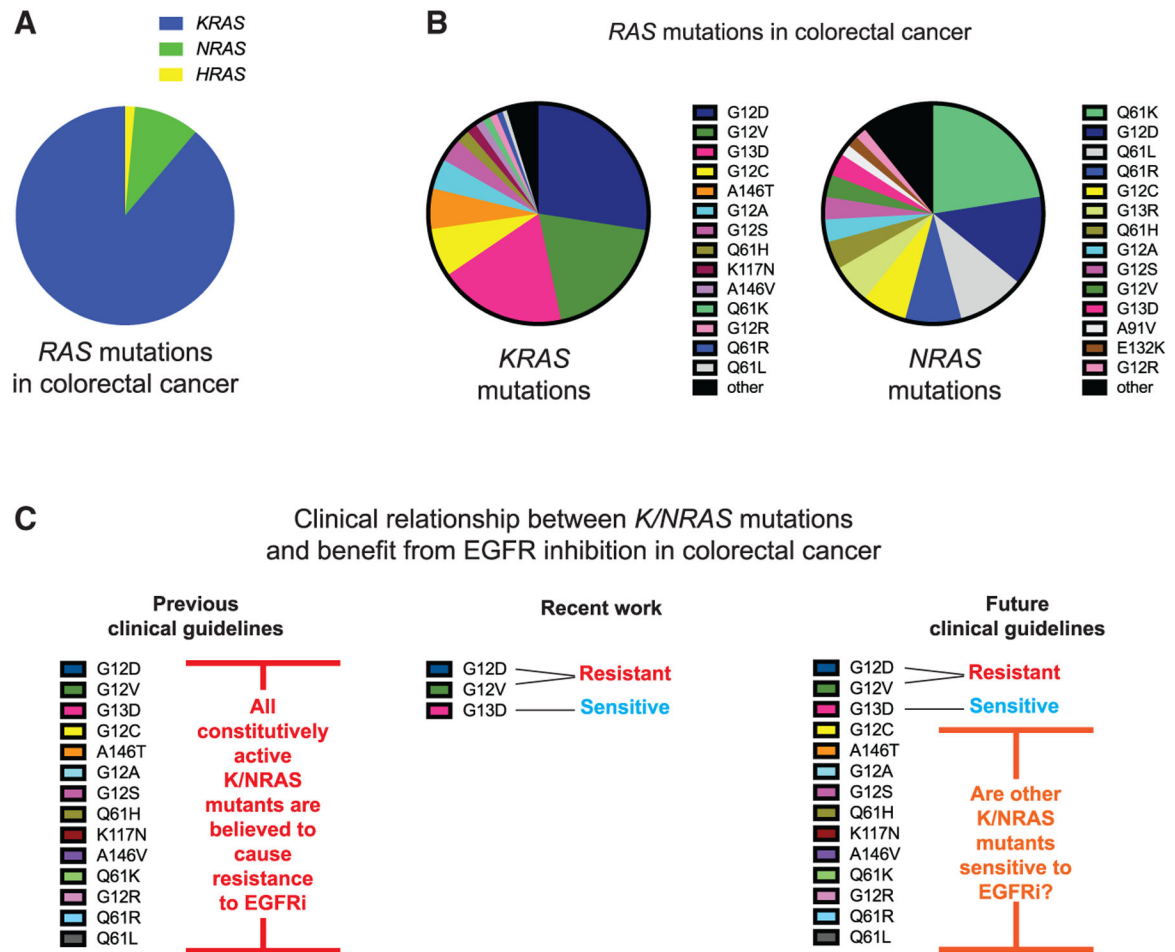 A
KRAS
NRAS
HRAS
RAS mutations
in colorectal cancer
B
RAS mutations in colorectal cancer
G12D
G12V
G13D
G12C
A146T
G12A
G12S
Q61H
K117N
A146V
Q61K
G12R
Q61R
Q61L
other
KRAS
mutations
Q61K
G12D
Q61L
Q61R
G12C
G13R
Q61H
G12A
G12S
G12V
G13D
A91V
E132K
G12R
other
NRAS
mutations
C
Clinical relationship between K/NRAS mutations
and benefit from EGFR inhibition in colorectal cancer
Previous
clinical guidelines
G12D
G12V
G13D
G12C
A146T
G12A
G12S
Q61H
K117N
A146V
Q61K
G12R
Q61R
Q61L
All
constitutively
active
K/NRAS
mutants are
believed to
cause
resistance
to EGFRi
Recent work
G12D
G12V
G13D
Resistant
Sensitive
Future
clinical guidelines
G12D
G12V
G13D
G12C
A146T
G12A
G12S
Q61H
K117N
A146V
Q61K
G12R
Q61R
Q61L
Resistant
Sensitive
Are other
K/NRAS
mutants
sensitive to
EGFRi?